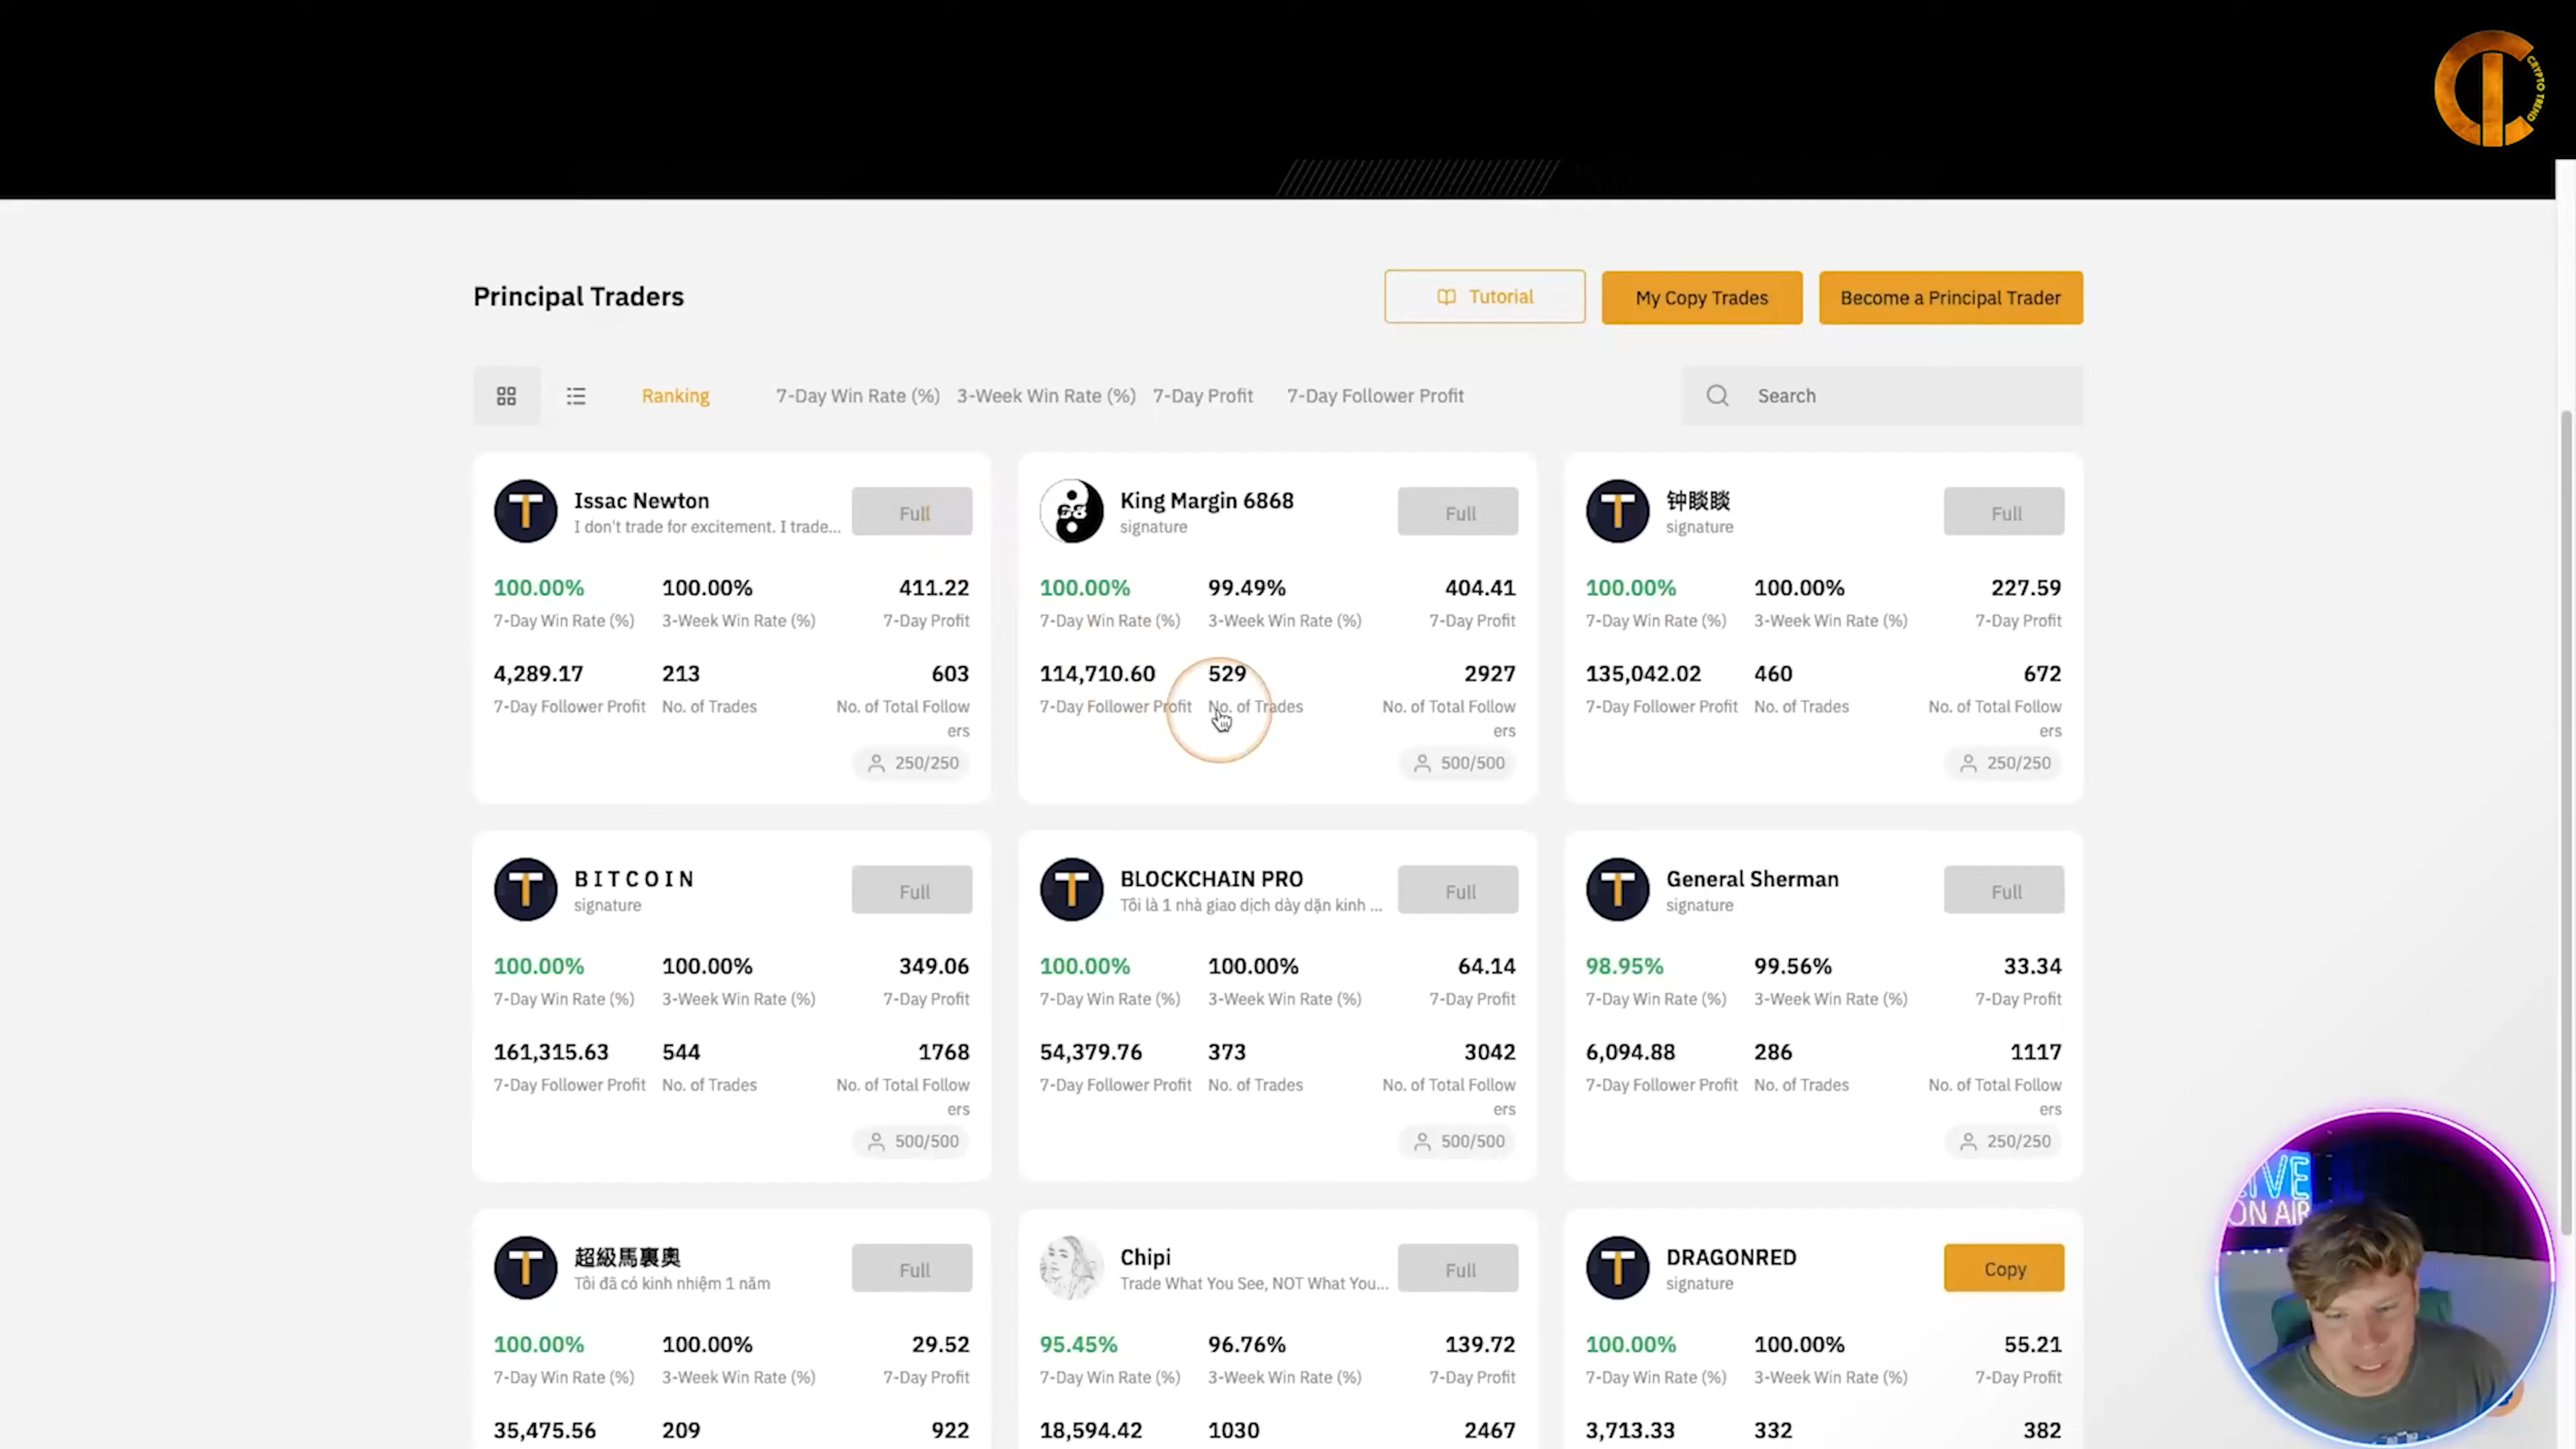 CRYPTO TREND
Principal Traders
Tutorial
My Copy Trades
Become a Principal Trader
Ranking
7-Day Win Rate (%)
3-Week Win Rate (%)
7-Day Profit
7-Day Follower Profit
Search
Issac Newton
I don't trade for excitement. I trade...
Full
100.00% 100.00% 411.22
7-Day Win Rate (%) 3-Week Win Rate (%) 7-Day Profit
4,289.17 213 603
7-Day Follower Profit No. of Trades No. of Total Follow
ers
250/250
King Margin 6868
signature
Full
68
100.00% 99.49% 404.41
7-Day Win Rate (%) 3-Week Win Rate (%) 7-Day Profit
114,710.60 529 2927
7-Day Follower Profit No. of Trades No. of Total Follow
ers
500/500
钟睒睒
signature
Full
100.00% 100.00% 227.59
7-Day Win Rate (%) 3-Week Win Rate (%) 7-Day Profit
135,042.02 460 672
7-Day Follower Profit No. of Trades No. of Total Follow
ers
250/250
B I T C O I N
signature
Full
100.00% 100.00% 349.06
7-Day Win Rate (%) 3-Week Win Rate (%) 7-Day Profit
161,315.63 544 1768
7-Day Follower Profit No. of Trades No. of Total Follow
ers
500/500
BLOCKCHAIN PRO
Tôi là 1 nhà giao dịch dày dặn kinh ...
Full
100.00% 100.00% 64.14
7-Day Win Rate (%) 3-Week Win Rate (%) 7-Day Profit
54,379.76 373 3042
7-Day Follower Profit No. of Trades No. of Total Follow
ers
500/500
General Sherman
signature
Full
98.95% 99.56% 33.34
7-Day Win Rate (%) 3-Week Win Rate (%) 7-Day Profit
6,094.88 286 1117
7-Day Follower Profit No. of Trades No. of Total Follow
ers
250/250
超級馬裏奧
Tôi đã có kinh nhiệm 1 năm
Full
100.00% 100.00% 29.52
7-Day Win Rate (%) 3-Week Win Rate (%) 7-Day Profit
35,475.56 209 922
Chipi
Trade What You See, NOT What You...
Full
95.45% 96.76% 139.72
7-Day Win Rate (%) 3-Week Win Rate (%) 7-Day Profit
18,594.42 1030 2467
DRAGONRED
signature
Copy
100.00% 100.00% 55.21
7-Day Win Rate (%) 3-Week Win Rate (%) 7-Day Profit
3,713.33 332 382
LIVE
ON AIR